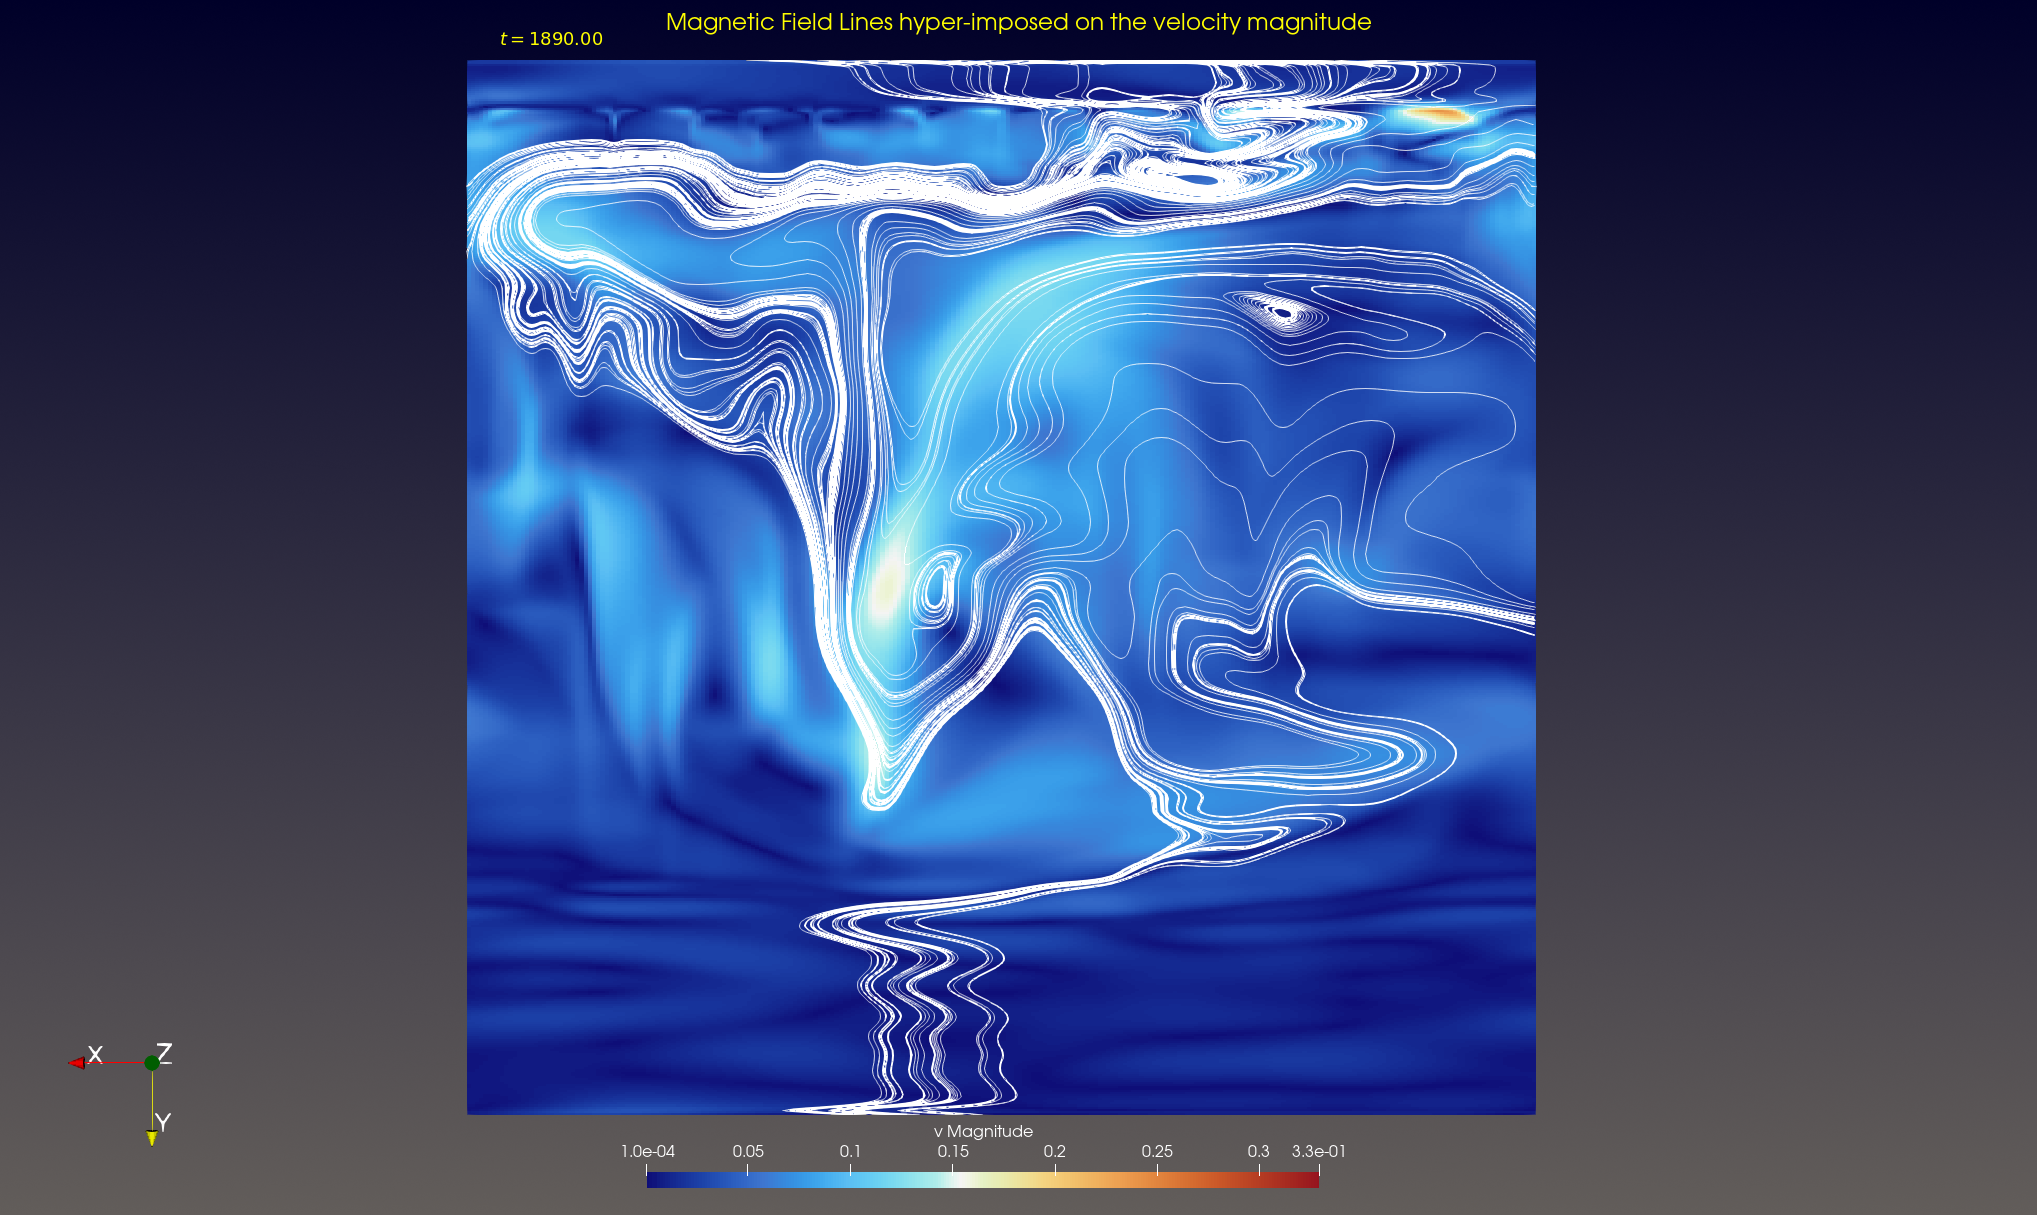 Magnetic Field Lines hyper-imposed on the velocity magnitude
t = 1890.00
X
Z
Y
v Magnitude
1.0e-04 0.05 0.1 0.15 0.2 0.25 0.3 3.3e-01